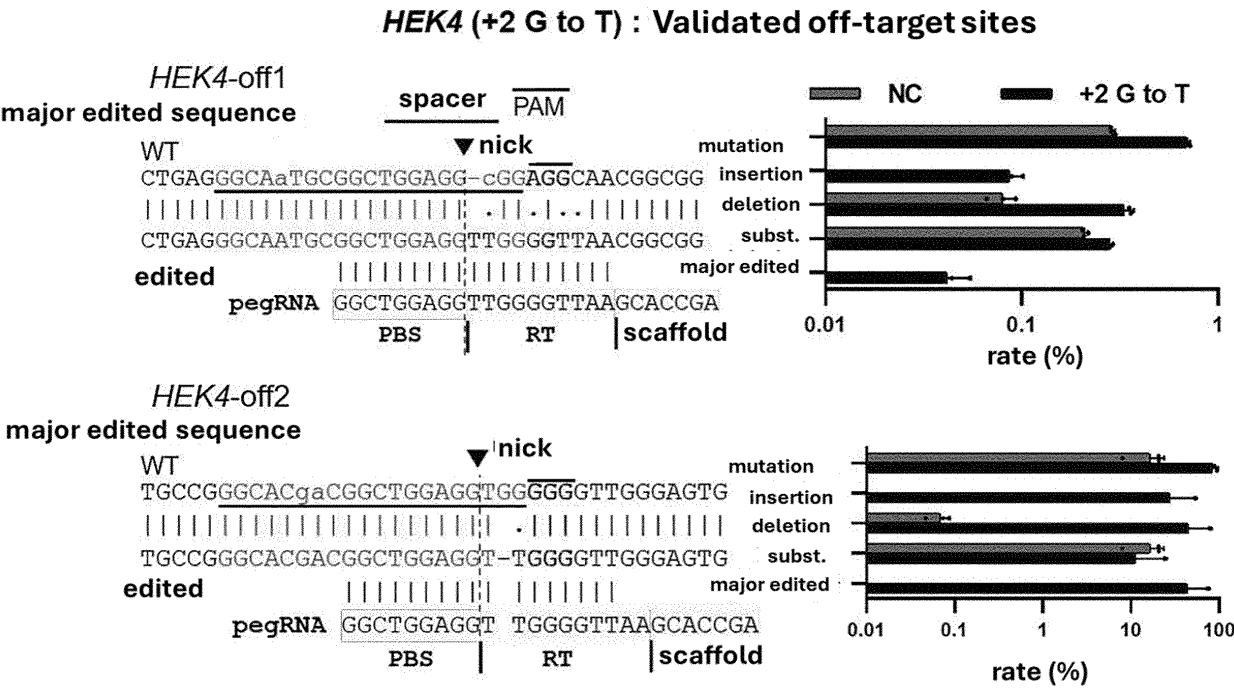 HEK4 (+2 G to T) : Validated off-target sites
HEK4-off1
major edited sequence
spacer
PAM
nick
WT
CTGAGGGCAaTGCGGCTGGAGG-cGGAGGCAACGGCGG
CTGAGGGCAATGCGGCTGGAGGTTGGGGTTAACGGCGG
edited
pegRNA GGCTGGAGGTTGGGGTTAAGCACCGA
PBS RT scaffold
NC +2 G to T
mutation
insertion
deletion
subst.
major edited
0.01 0.1 1
rate (%)
HEK4-off2
major edited sequence
nick
WT
TGCCGGGCACgaCGGCTGGAGGTGGGGGGTTGGGAGTG
TGCCGGGCACGACGGCTGGAGGT-TGGGGTTGGGAGTG
edited
pegRNA GGCTGGAGGT TGGGGTTAAGCACCGA
PBS RT scaffold
mutation
insertion
deletion
subst.
major edited
0.01 0.1 1 10 100
rate (%)